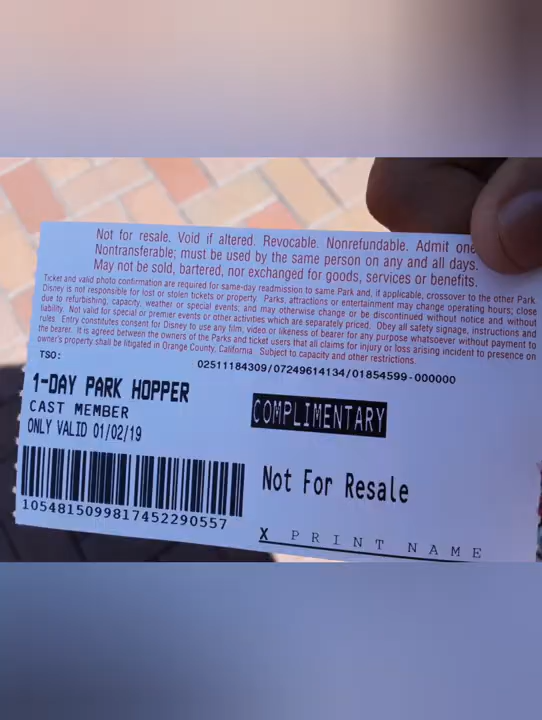 Not for resale. Void if altered. Revocable. Nonrefundable. Admit one
Nontransferable; must be used by the same person on any and all days.
May not be sold, bartered, nor exchanged for goods, services or benefits.
Ticket and valid photo confirmation are required for same-day readmission to same Park and, if applicable, crossover to the other Park.
Disney is not responsible for lost or stolen tickets or property. Parks, attractions or entertainment may change operating hours; close
due to refurbishing, capacity, weather or special events; and may otherwise change or be discontinued without notice and without
liability. Not valid for special or premier events or other activities which are separately priced. Obey all safety signage, instructions and
rules. Entry constitutes consent for Disney to use any film, video or likeness of bearer for any purpose whatsoever without payment to
the bearer. It is agreed between the owners of the Parks and ticket users that all claims for injury or loss arising incident to presence on
owner's property shall be litigated in Orange County, California. Subject to capacity and other restrictions.
TSO: 02511184309/07249614134/01854599-000000
1-DAY PARK HOPPER
CAST MEMBER
ONLY VALID 01/02/19
COMPLIMENTARY
Not For Resale
1054815099817452290557
X PRINT NAME